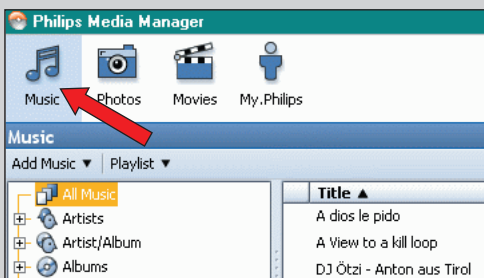 Philips Media Manager
Music Photos Movies My.Philips
Music
Add Music ▼ Playlist ▼
All Music
Artists
Artist/Album
Albums
Title ▲
A dios le pido
A View to a kill loop
DJ Ötzi - Anton aus Tirol